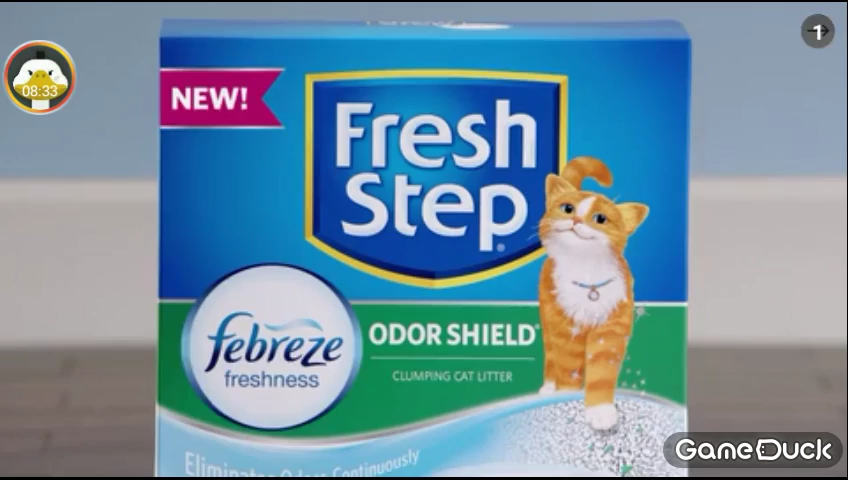 1
08:33
NEW!
Fresh
Step®
febreze
freshness
ODOR SHIELD®
CLUMPING CAT LITTER
Eliminates Odors Continuously
GAMEDUCK